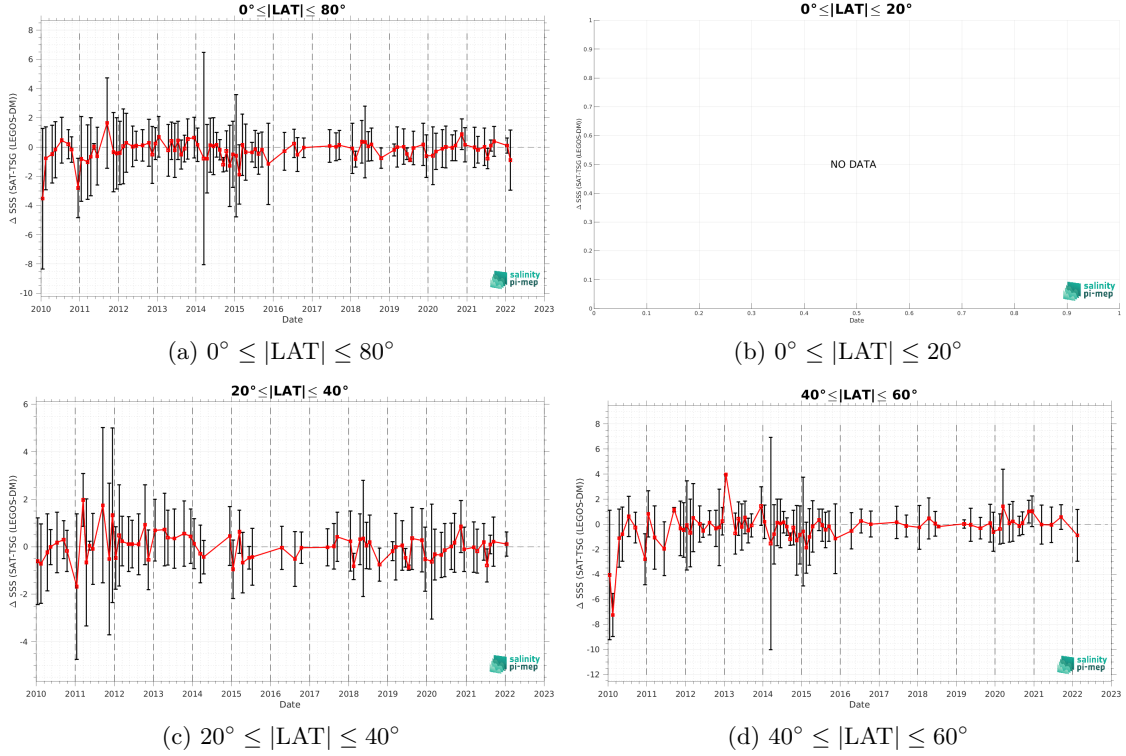 0°≤|LAT|≤ 80°
Δ SSS (SAT-TSG (LEGOS-DM))
8
6
4
2
0
-2
-4
-6
-8
-10
2010 2011 2012 2013 2014 2015 2016 2017 2018 2019 2020 2021 2022 2023
Date
salinity
pi-mep
(a) 0° ≤ |LAT| ≤ 80°
0°≤|LAT|≤ 20°
Δ SSS (SAT-TSG (LEGOS-DM))
1
0.9
0.8
0.7
0.6
0.5
0.4
0.3
0.2
0.1
0
NO DATA
0 0.1 0.2 0.3 0.4 0.5 0.6 0.7 0.8 0.9 1
Date
salinity
pi-mep
(b) 0° ≤ |LAT| ≤ 20°
20°≤|LAT|≤ 40°
Δ SSS (SAT-TSG (LEGOS-DM))
6
4
2
0
-2
-4
2010 2011 2012 2013 2014 2015 2016 2017 2018 2019 2020 2021 2022 2023
Date
salinity
pi-mep
(c) 20° ≤ |LAT| ≤ 40°
40°≤|LAT|≤ 60°
Δ SSS (SAT-TSG (LEGOS-DM))
8
6
4
2
0
-2
-4
-6
-8
-10
-12
2010 2011 2012 2013 2014 2015 2016 2017 2018 2019 2020 2021 2022 2023
Date
salinity
pi-mep
(d) 40° ≤ |LAT| ≤ 60°